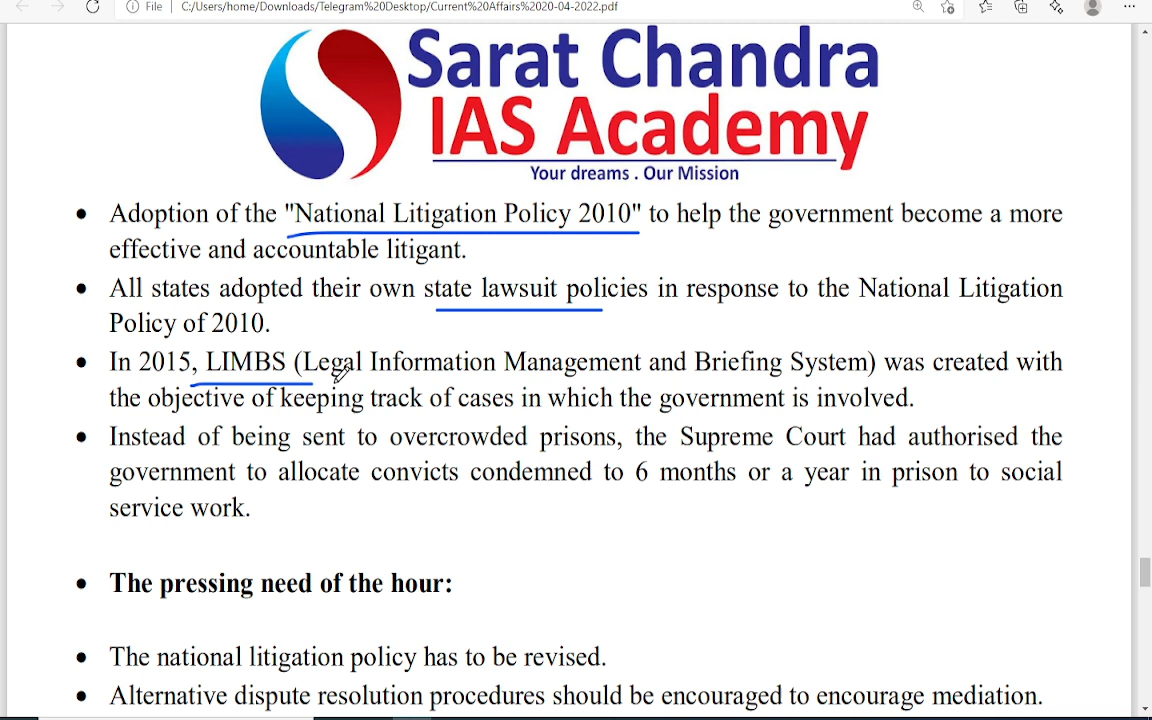 File | C:/Users/home/Downloads/Telegram%20Desktop/Current%20Affairs%2020-04-2022.pdf
Sarat Chandra
IAS Academy
Your dreams . Our Mission
• Adoption of the "National Litigation Policy 2010" to help the government become a more
effective and accountable litigant.
• All states adopted their own state lawsuit policies in response to the National Litigation
Policy of 2010.
• In 2015, LIMBS (Legal Information Management and Briefing System) was created with
the objective of keeping track of cases in which the government is involved.
• Instead of being sent to overcrowded prisons, the Supreme Court had authorised the
government to allocate convicts condemned to 6 months or a year in prison to social
service work.
• The pressing need of the hour:
• The national litigation policy has to be revised.
• Alternative dispute resolution procedures should be encouraged to encourage mediation.